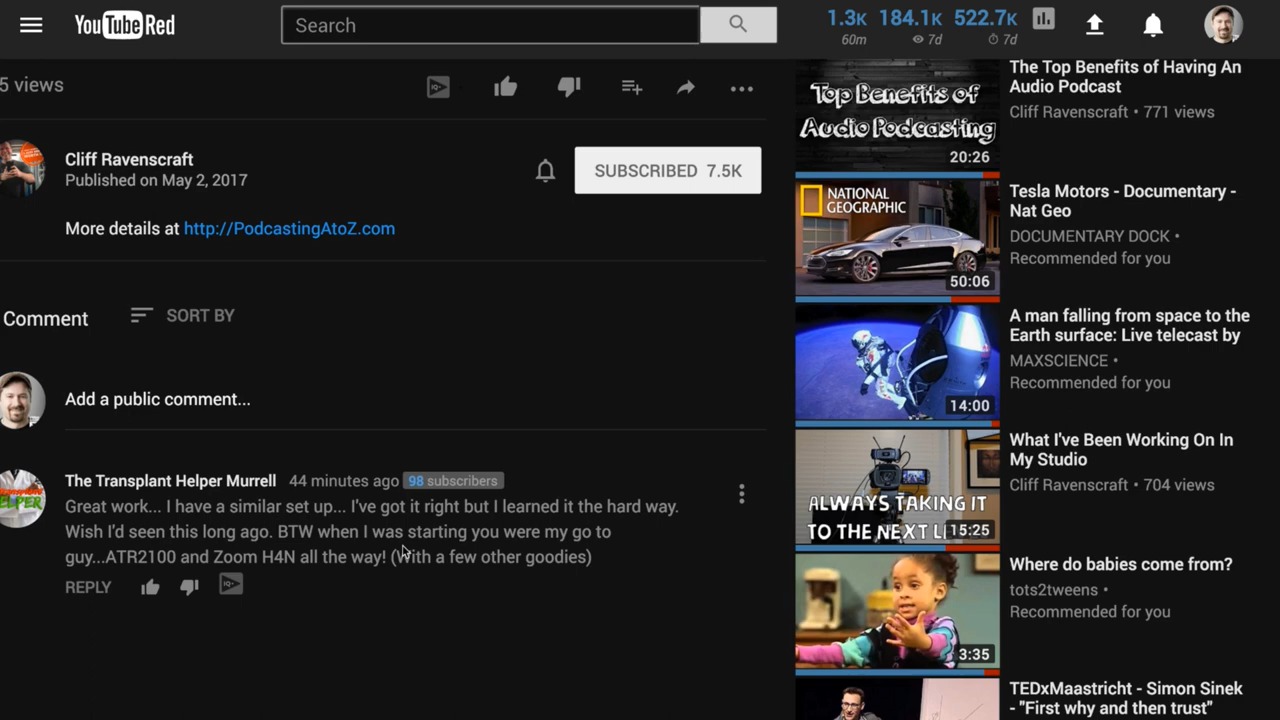 YouTube Red
Search
1.3K 184.1K 522.7K
60m 7d 7d
5 views
Cliff Ravenscraft
Published on May 2, 2017
SUBSCRIBED 7.5K
More details at http://PodcastingAtoZ.com
Comment
SORT BY
Add a public comment...
The Transplant Helper Murrell 44 minutes ago 98 subscribers
Great work... I have a similar set up... I've got it right but I learned it the hard way.
Wish I'd seen this long ago. BTW when I was starting you were my go to
guy...ATR2100 and Zoom H4N all the way! (With a few other goodies)
REPLY
Top Benefits of
Audio Podcasting
20:26
The Top Benefits of Having An
Audio Podcast
Cliff Ravenscraft • 771 views
NATIONAL
GEOGRAPHIC
50:06
Tesla Motors - Documentary -
Nat Geo
DOCUMENTARY DOCK •
Recommended for you
14:00
A man falling from space to the
Earth surface: Live telecast by
MAXSCIENCE •
Recommended for you
ALWAYS TAKING IT
TO THE NEXT L
15:25
What I've Been Working On In
My Studio
Cliff Ravenscraft • 704 views
3:35
Where do babies come from?
tots2tweens •
Recommended for you
TEDxMaastricht - Simon Sinek
- "First why and then trust"